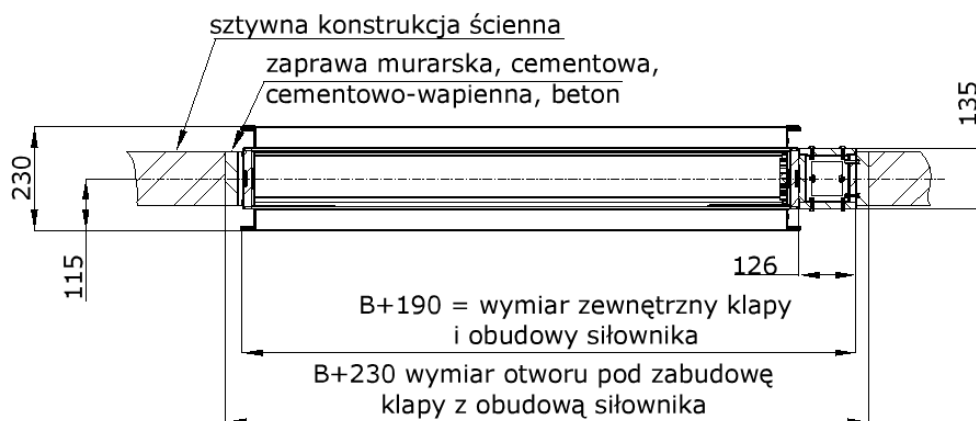 sztywna konstrukcja ścienna
zaprawa murarska, cementowa,
cementowo-wapienna, beton
135
230
115
126
B+190 = wymiar zewnętrzny klapy
i obudowy siłownika
B+230 wymiar otworu pod zabudowę
klapy z obudową siłownika